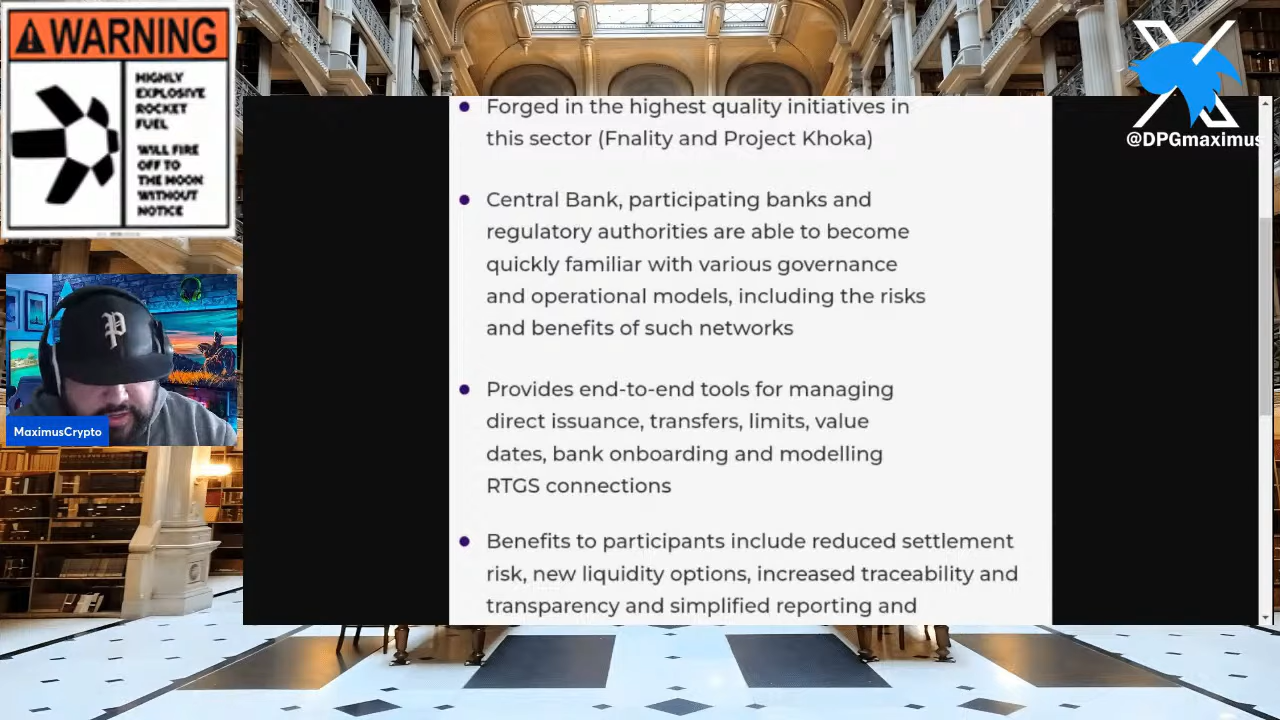 WARNING
HIGHLY
EXPLOSIVE
ROCKET
FUEL
WILL FIRE
OFF TO
THE MOON
WITHOUT
NOTICE
@DPGmaximus
P
MaximusCrypto
Forged in the highest quality initiatives in
this sector (Fnality and Project Khoka)
Central Bank, participating banks and
regulatory authorities are able to become
quickly familiar with various governance
and operational models, including the risks
and benefits of such networks
Provides end-to-end tools for managing
direct issuance, transfers, limits, value
dates, bank onboarding and modelling
RTGS connections
Benefits to participants include reduced settlement
risk, new liquidity options, increased traceability and
transparency and simplified reporting and